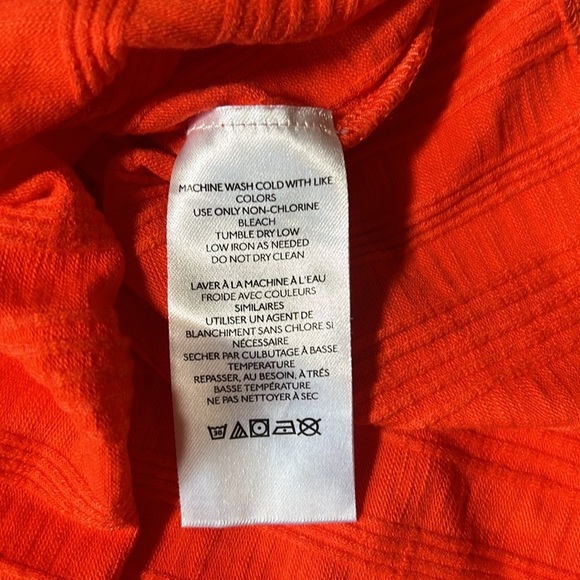 MACHINE WASH COLD WITH LIKE
COLORS
USE ONLY NON-CHLORINE
BLEACH
TUMBLE DRY LOW
LOW IRON AS NEEDED
DO NOT DRY CLEAN
LAVER À LA MACHINE À L'EAU
FROIDE AVEC COULEURS
SIMILAIRES
UTILISER UN AGENT DE
BLANCHIMENT SANS CHLORE SI
NÉCESSAIRE
SECHER PAR CULBUTAGE À BASSE
TEMPERATURE
REPASSER, AU BESOIN, À TRÉS
BASSE TEMPÉRATURE
NE PAS NETTOYER À SEC
30